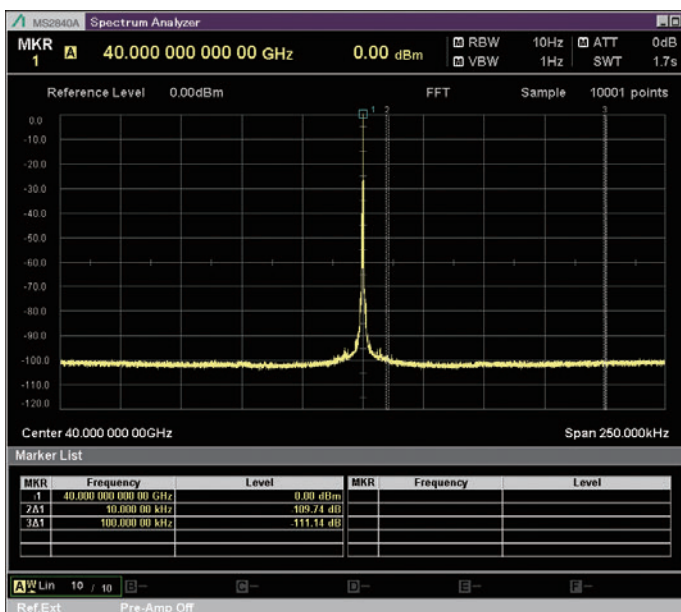 MS2840A Spectrum Analyzer
MKR 1 A 40.000 000 000 00 GHz 0.00 dBm RBW 10Hz ATT 0dB
VBW 1Hz SWT 1.7s
Reference Level 0.00dBm FFT Sample 10001 points
1 2 3
0.0
-10.0
-20.0
-30.0
-40.0
-50.0
-60.0
-70.0
-80.0
-90.0
-100.0
-110.0
-120.0
Center 40.000 000 00GHz Span 250.000kHz
Marker List
MKR Frequency Level MKR Frequency Level
1 40.000 000 000 00 GHz 0.00 dBm
2Δ1 10.000 00 kHz -109.74 dB
3Δ1 100.000 00 kHz -111.14 dB
A W Lin 10 / 10 B-- C-- D-- E-- F--
Ref.Ext Pre-Amp Off